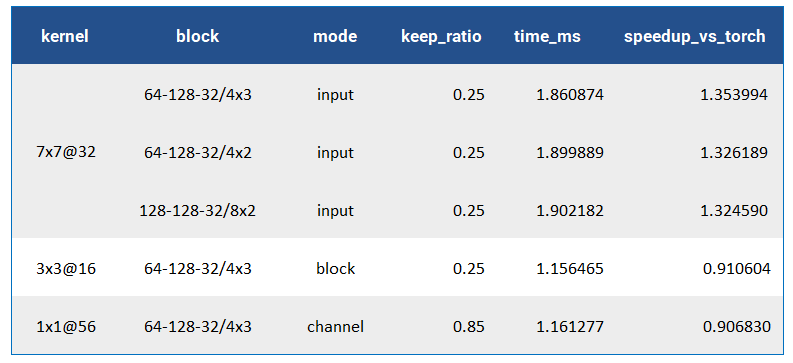 kernel block mode keep_ratio time_ms speedup_vs_torch
64-128-32/4x3 input 0.25 1.860874 1.353994
7x7@32 64-128-32/4x2 input 0.25 1.899889 1.326189
128-128-32/8x2 input 0.25 1.902182 1.324590
3x3@16 64-128-32/4x3 block 0.25 1.156465 0.910604
1x1@56 64-128-32/4x3 channel 0.85 1.161277 0.906830